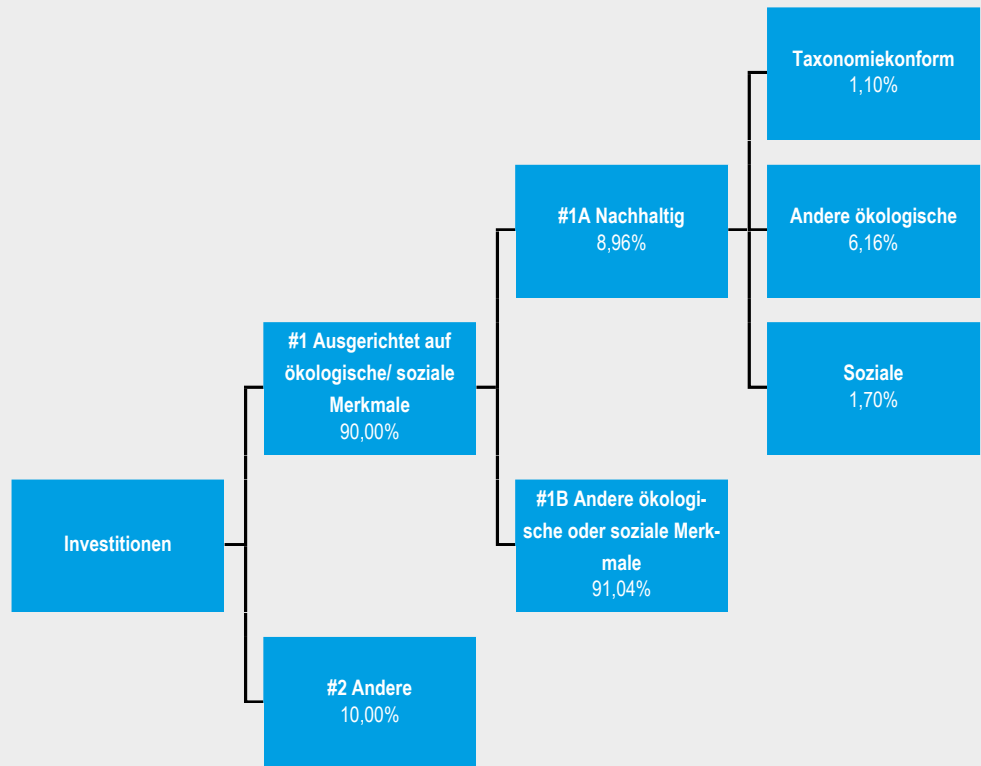 Taxonomiekonform
1,10%
#1A Nachhaltig
8,96%
Andere ökologische
6,16%
#1 Ausgerichtet auf
ökologische/ soziale
Merkmale
90,00%
Soziale
1,70%
Investitionen
#1B Andere ökologi-
sche oder soziale Merk-
male
91,04%
#2 Andere
10,00%